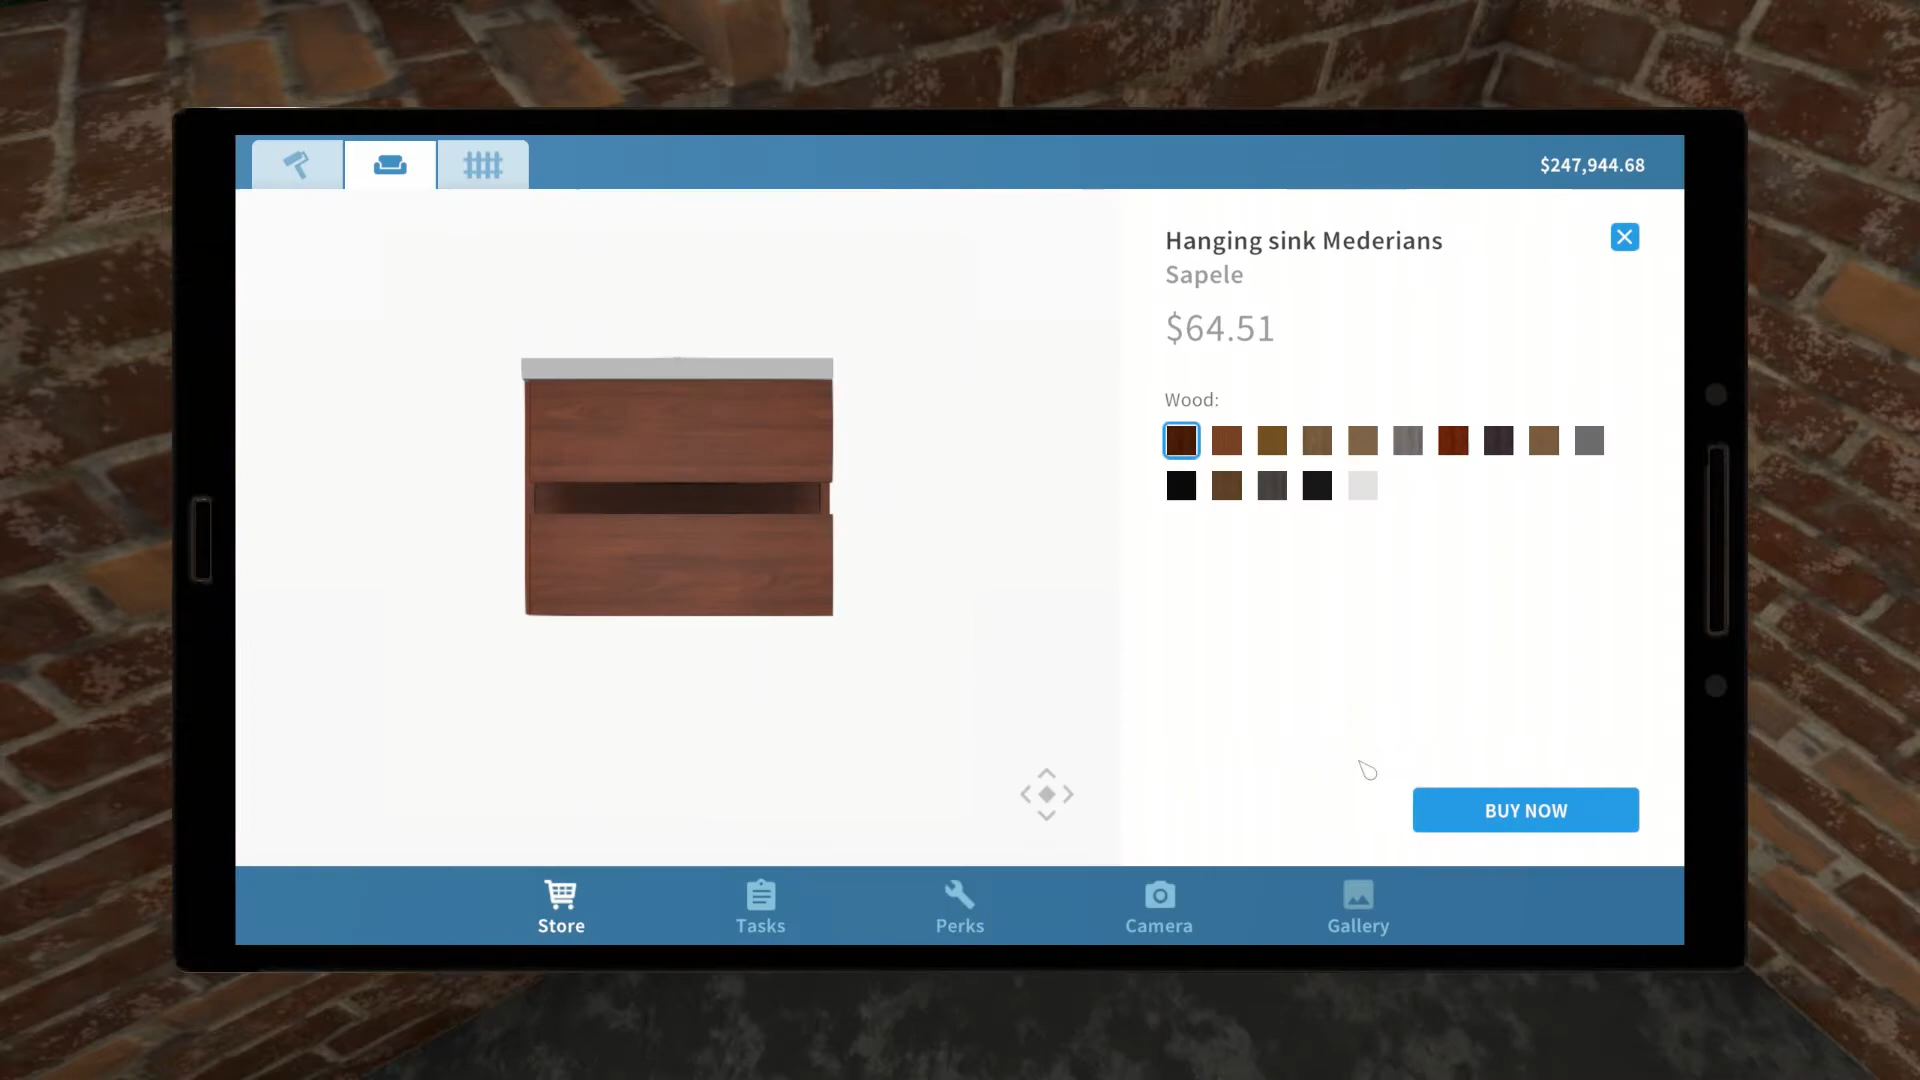 $247,944.68
Hanging sink Mederians
Sapele
$64.51
Wood:
BUY NOW
Store
Tasks
Perks
Camera
Gallery